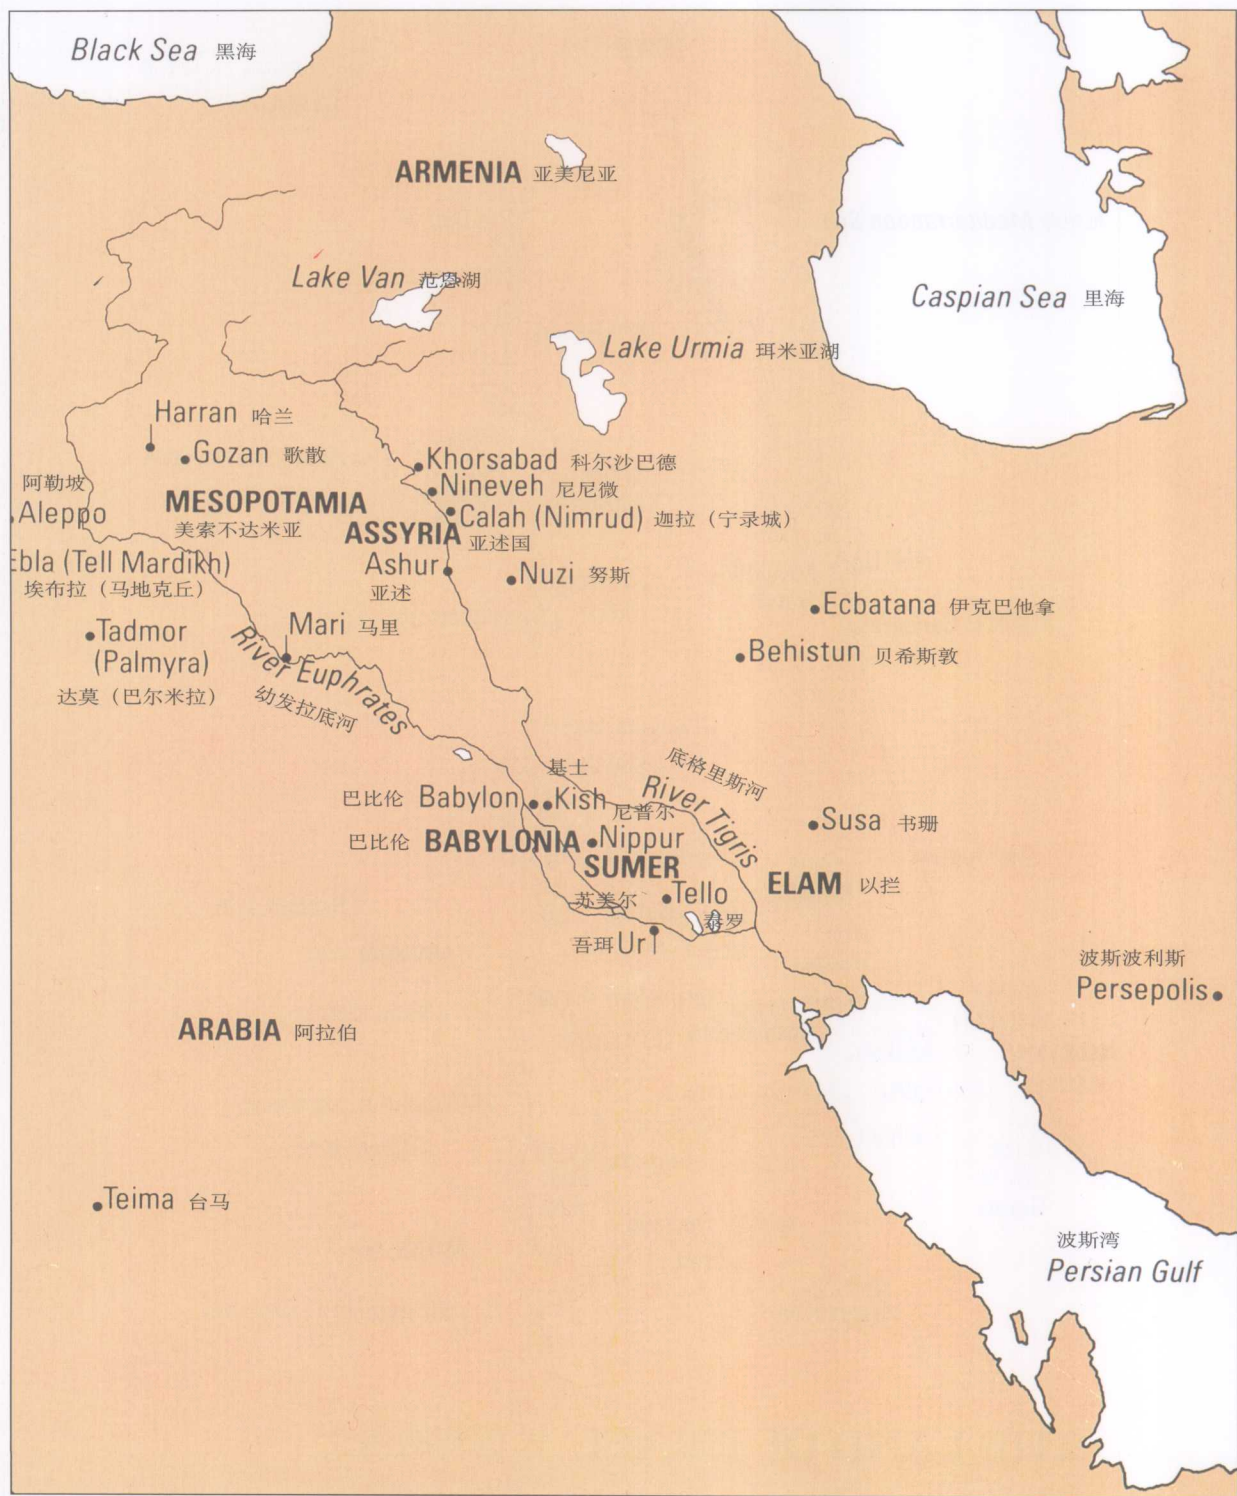 Black Sea 黑海
ARMENIA 亚美尼亚
Lake Van 范恩湖
Caspian Sea 里海
Lake Urmia 珥米亚湖
Harran 哈兰
Gozan 歌散
Khorsabad 科尔沙巴德
阿勒坡
Aleppo
Nineveh 尼尼微
MESOPOTAMIA
美索不达米亚
Calah (Nimrud) 迦拉（宁录城）
ASSYRIA 亚述国
Ebla (Tell Mardikh)
埃布拉（马地克丘）
Ashur
亚述
Nuzi 努斯
Ecbatana 伊克巴他拿
Mari 马里
Tadmor
(Palmyra)
达莫（巴尔米拉）
Behistun 贝希斯敦
River Euphrates
幼发拉底河
基士
底格里斯河
River Tigris
巴比伦 Babylon
Kish
尼普尔
Susa 书珊
巴比伦 BABYLONIA
Nippur
SUMER
苏美尔
Tello
泰罗
ELAM 以拦
吾珥 Ur
波斯波利斯
Persepolis
ARABIA 阿拉伯
Teima 台马
波斯湾
Persian Gulf